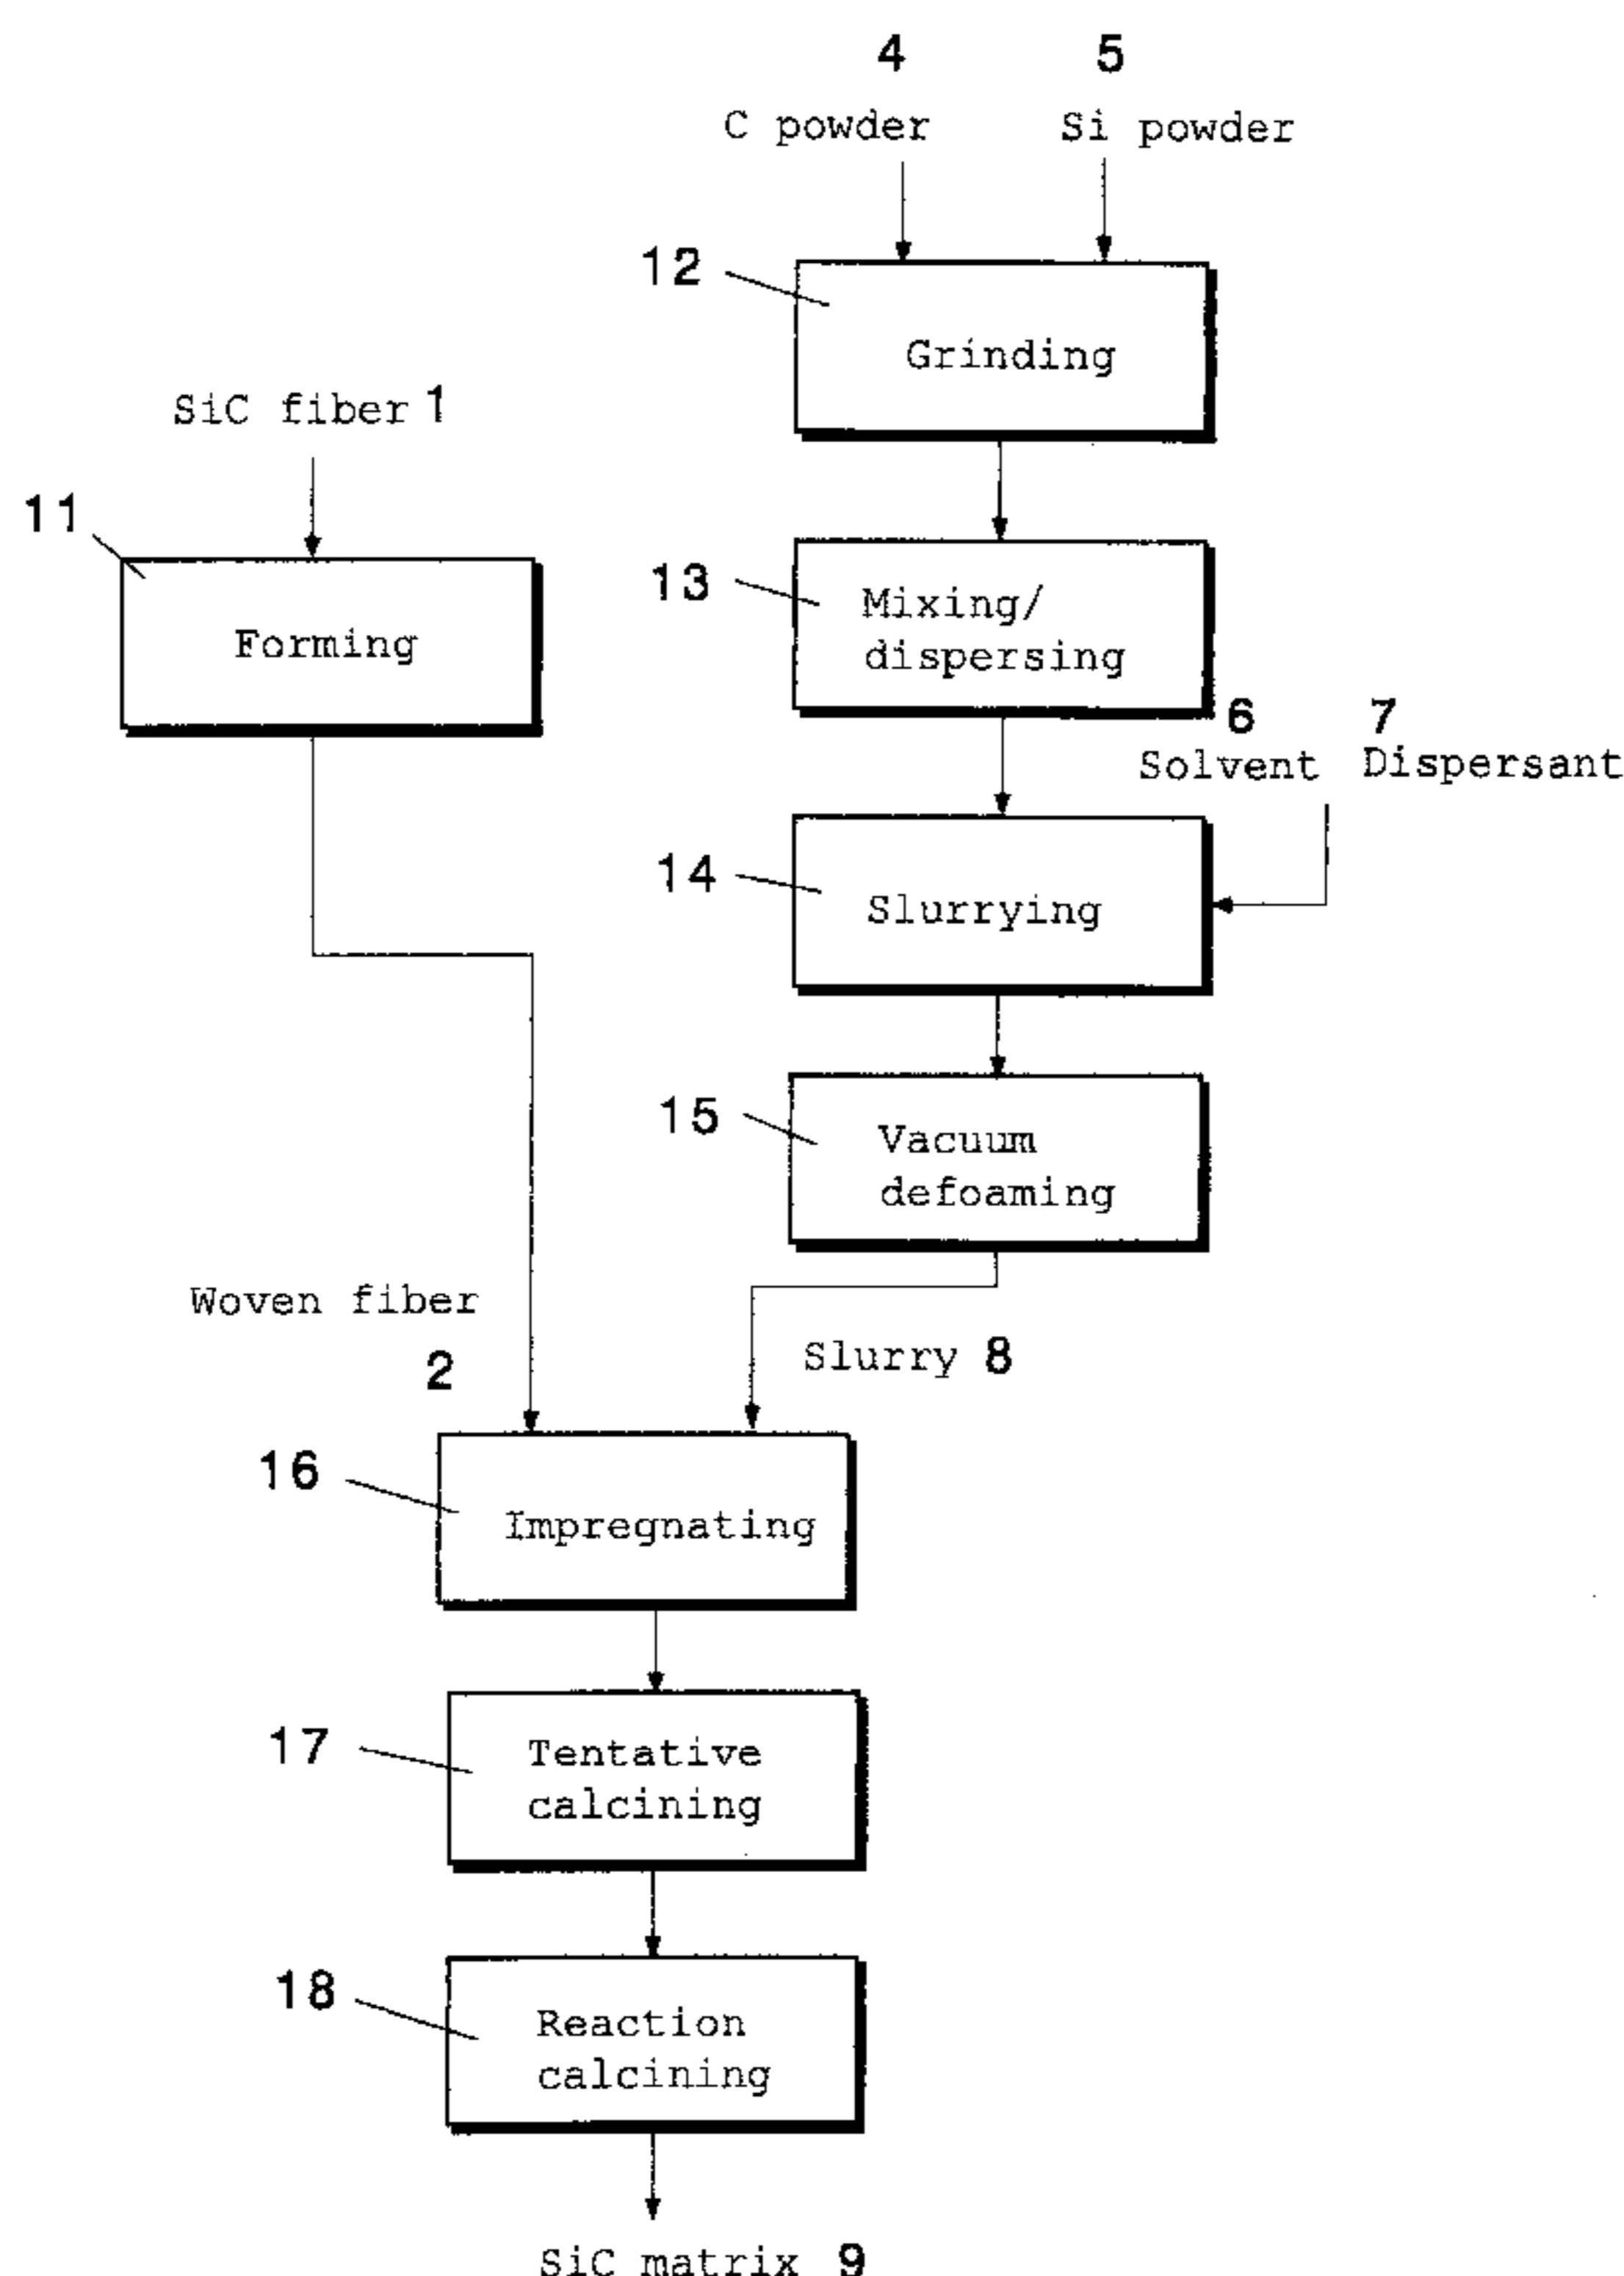 4
5
C powder
Si powder
12
Grinding
SiC fiber 1
11
Forming
13
Mixing/
dispersing
6
7
Solvent
Dispersant
14
Slurrying
15
Vacuum
defoaming
Woven fiber
2
Slurry 8
16
Impregnating
17
Tentative
calcining
18
Reaction
calcining
SiC matrix 9